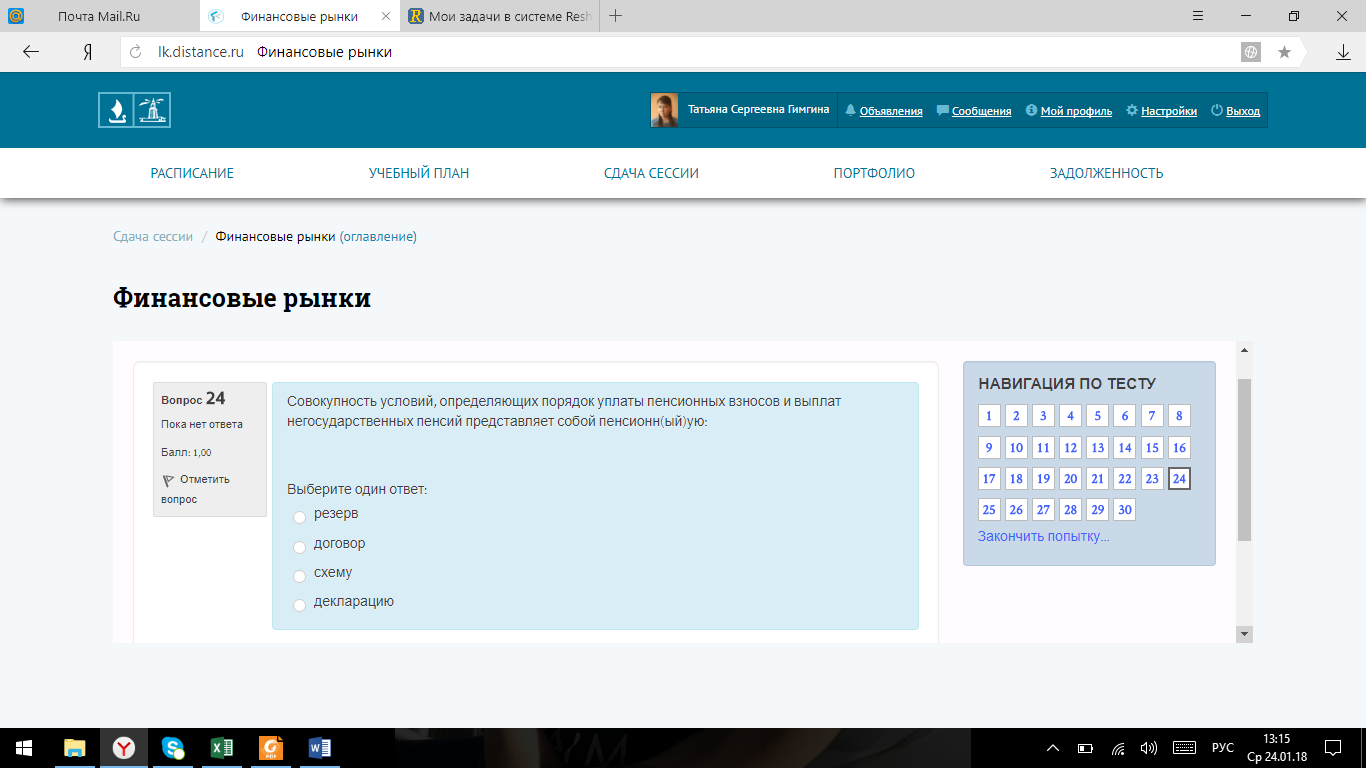 Почта Mail.Ru
Финансовые рынки
Мои задачи в системе Resh
Я
lk.distance.ru Финансовые рынки
Татьяна Сергеевна Гимгина
Объявления
Сообщения
Мой профиль
Настройки
Выход
РАСПИСАНИЕ
УЧЕБНЫЙ ПЛАН
СДАЧА СЕССИИ
ПОРТФОЛИО
ЗАДОЛЖЕННОСТЬ
Сдача сессии / Финансовые рынки (оглавление)
Финансовые рынки
Вопрос 24
Пока нет ответа
Балл: 1,00
Отметить
вопрос
Совокупность условий, определяющих порядок уплаты пенсионных взносов и выплат
негосударственных пенсий представляет собой пенсионн(ый)ую:
Выберите один ответ:
резерв
договор
схему
декларацию
НАВИГАЦИЯ ПО ТЕСТУ
1 2 3 4 5 6 7 8
9 10 11 12 13 14 15 16
17 18 19 20 21 22 23 24
25 26 27 28 29 30
Закончить попытку...
РУС
13:15
Ср 24.01.18